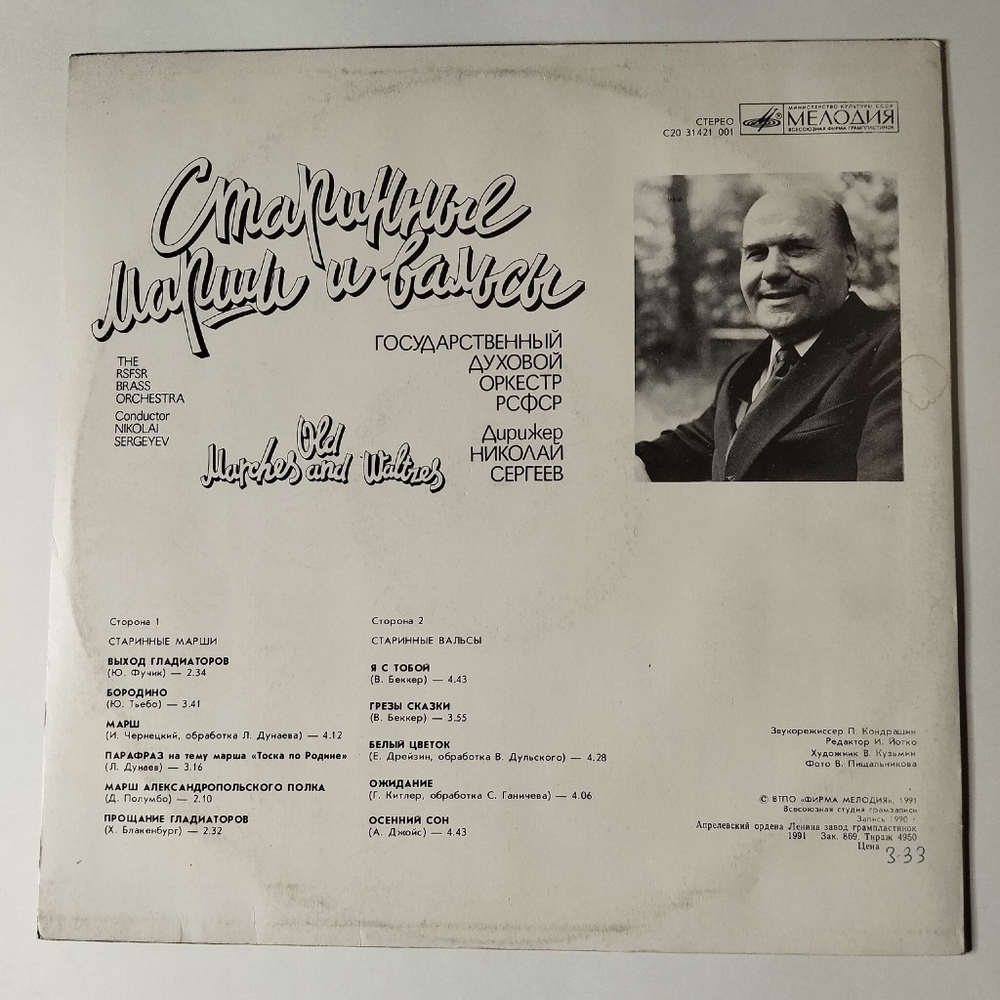 СТЕРЕО
С20 31421 001
МИНИСТЕРСТВО КУЛЬТУРЫ СССР
МЕЛОДИЯ
ВСЕСОЮЗНАЯ ФИРМА ГРАМПЛАСТИНОК
Старинные
марши и вальсы
THE
RSFSR
BRASS
ORCHESTRA
Conductor
NIKOLAI
SERGEYEV
ГОСУДАРСТВЕННЫЙ
ДУХОВОЙ
ОРКЕСТР
РСФСР
Дирижер
НИКОЛАЙ
СЕРГЕЕВ
Old
Marches and Waltzes
Сторона 1
СТАРИННЫЕ МАРШИ
ВЫХОД ГЛАДИАТОРОВ
(Ю. Фучик) — 2.34
БОРОДИНО
(Ю. Тьебо) — 3.41
МАРШ
(И. Чернецкий, обработка Л. Дунаева) — 4.12
ПАРАФРАЗ на тему марша «Тоска по Родине»
(Л. Дунаев) — 3.16
МАРШ АЛЕКСАНДРОПОЛЬСКОГО ПОЛКА
(Д. Полумбо) — 2.10
ПРОЩАНИЕ ГЛАДИАТОРОВ
(Х. Блакенбург) — 2.32
Сторона 2
СТАРИННЫЕ ВАЛЬСЫ
Я С ТОБОЙ
(В. Беккер) — 4.43
ГРЕЗЫ СКАЗКИ
(В. Беккер) — 3.55
БЕЛЫЙ ЦВЕТОК
(Е. Дрейзин, обработка В. Дульского) — 4.28
ОЖИДАНИЕ
(Г. Китлер, обработка С. Ганичева) — 4.06
ОСЕННИЙ СОН
(А. Джойс) — 4.43
Звукорежиссер П. Кондрашин
Редактор И. Йотко
Художник В. Кузьмин
Фото В. Пищальникова
© ВТПО «ФИРМА МЕЛОДИЯ», 1991
Всесоюзная студия грамзаписи
Запись 1990 г.
Апрелевский ордена Ленина завод грампластинок
1991 Зак. 869. Тираж 4950
Цена 3-33